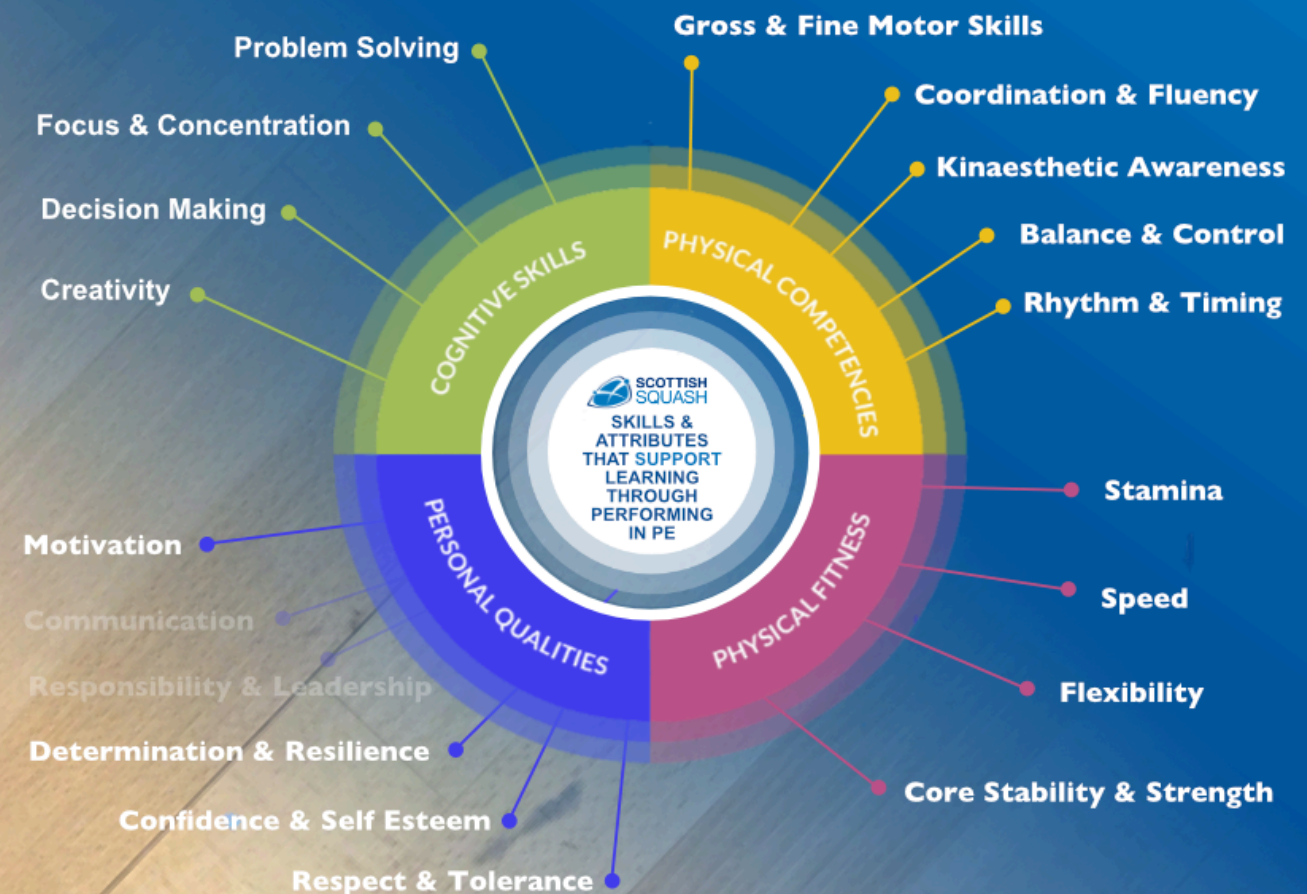 Problem Solving
Focus & Concentration
Decision Making
Creativity
COGNITIVE SKILLS
Gross & Fine Motor Skills
Coordination & Fluency
Kinaesthetic Awareness
Balance & Control
Rhythm & Timing
PHYSICAL COMPETENCIES
SCOTTISH
SQUASH
SKILLS &
ATTRIBUTES
THAT SUPPORT
LEARNING
THROUGH
PERFORMING
IN PE
Motivation
Communication
Responsibility & Leadership
Determination & Resilience
Confidence & Self Esteem
Respect & Tolerance
PERSONAL QUALITIES
Stamina
Speed
Flexibility
Core Stability & Strength
PHYSICAL FITNESS